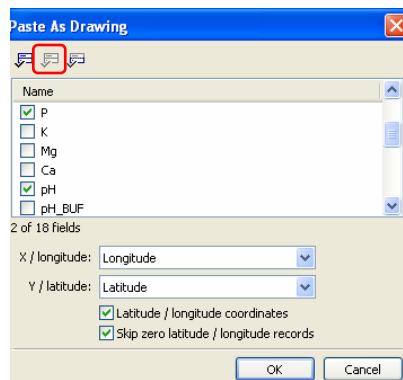 Paste As Drawing
Name
P
K
Mg
Ca
pH
pH_BUF
2 of 18 fields
X / longitude: Longitude
Y / latitude: Latitude
Latitude / longitude coordinates
Skip zero latitude / longitude records
OK Cancel